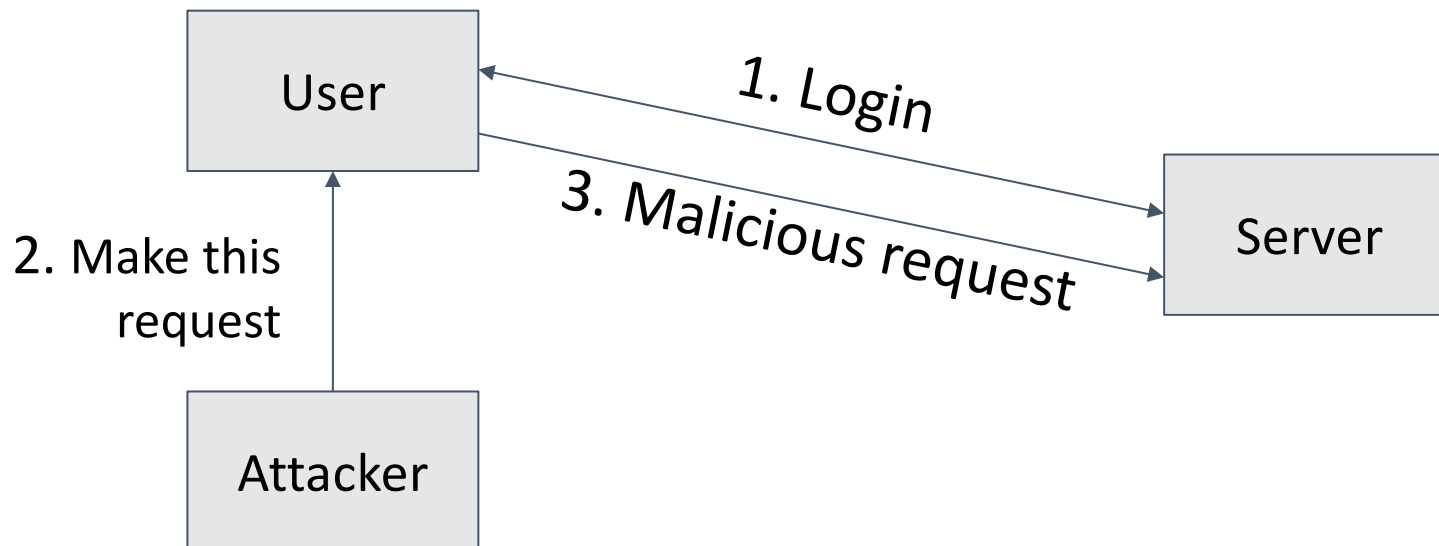 User
1. Login
3. Malicious request
Server
2. Make this
request
Attacker